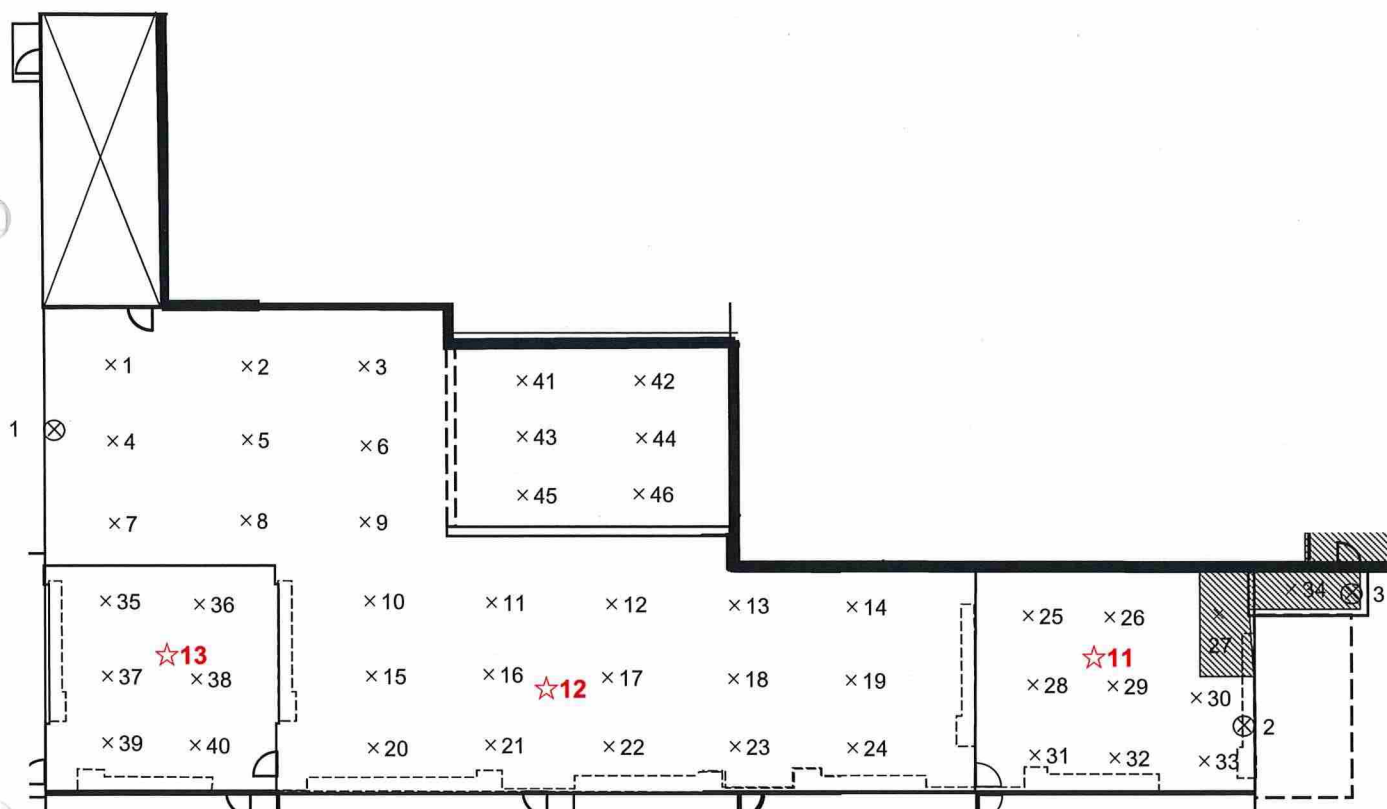 × 1 × 2 × 3
× 41 × 42
1 ⊗
× 4 × 5 × 6
× 43 × 44
× 7 × 8 × 9
× 45 × 46
× 35 × 36
× 10 × 11 × 12 × 13 × 14
× 25 × 26 × 27
× 34 ⊗ 3
☆13
☆12
☆11
× 37 × 38
× 15 × 16 × 17 × 18 × 19
× 28 × 29 × 30
⊗ 2
× 39 × 40
× 20 × 21 × 22 × 23 × 24
× 31 × 32 × 33